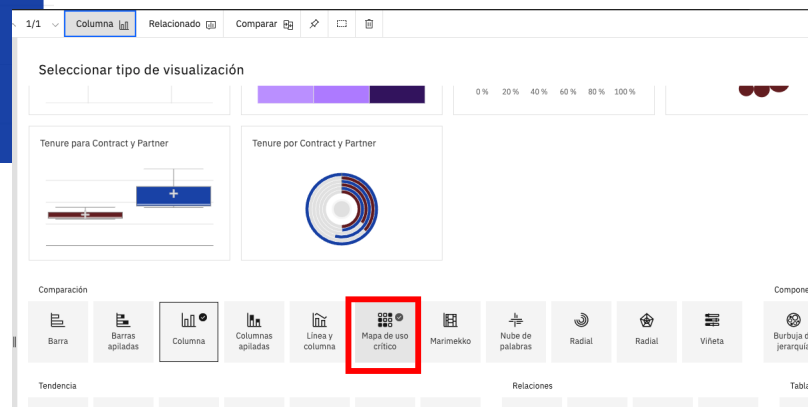 1/1 Columna Relacionado Comparar
Seleccionar tipo de visualización
0 % 20 % 40 % 60 % 80 % 100 %
Tenure para Contract y Partner
Tenure por Contract y Partner
Comparación
Barra
Barras
apiladas
Columna
Columnas
apiladas
Línea y
columna
Mapa de uso
crítico
Marimekko
Nube de
palabras
Radial
Radial
Viñeta
Burbuja d
jerarquía
Tendencia
Relaciones